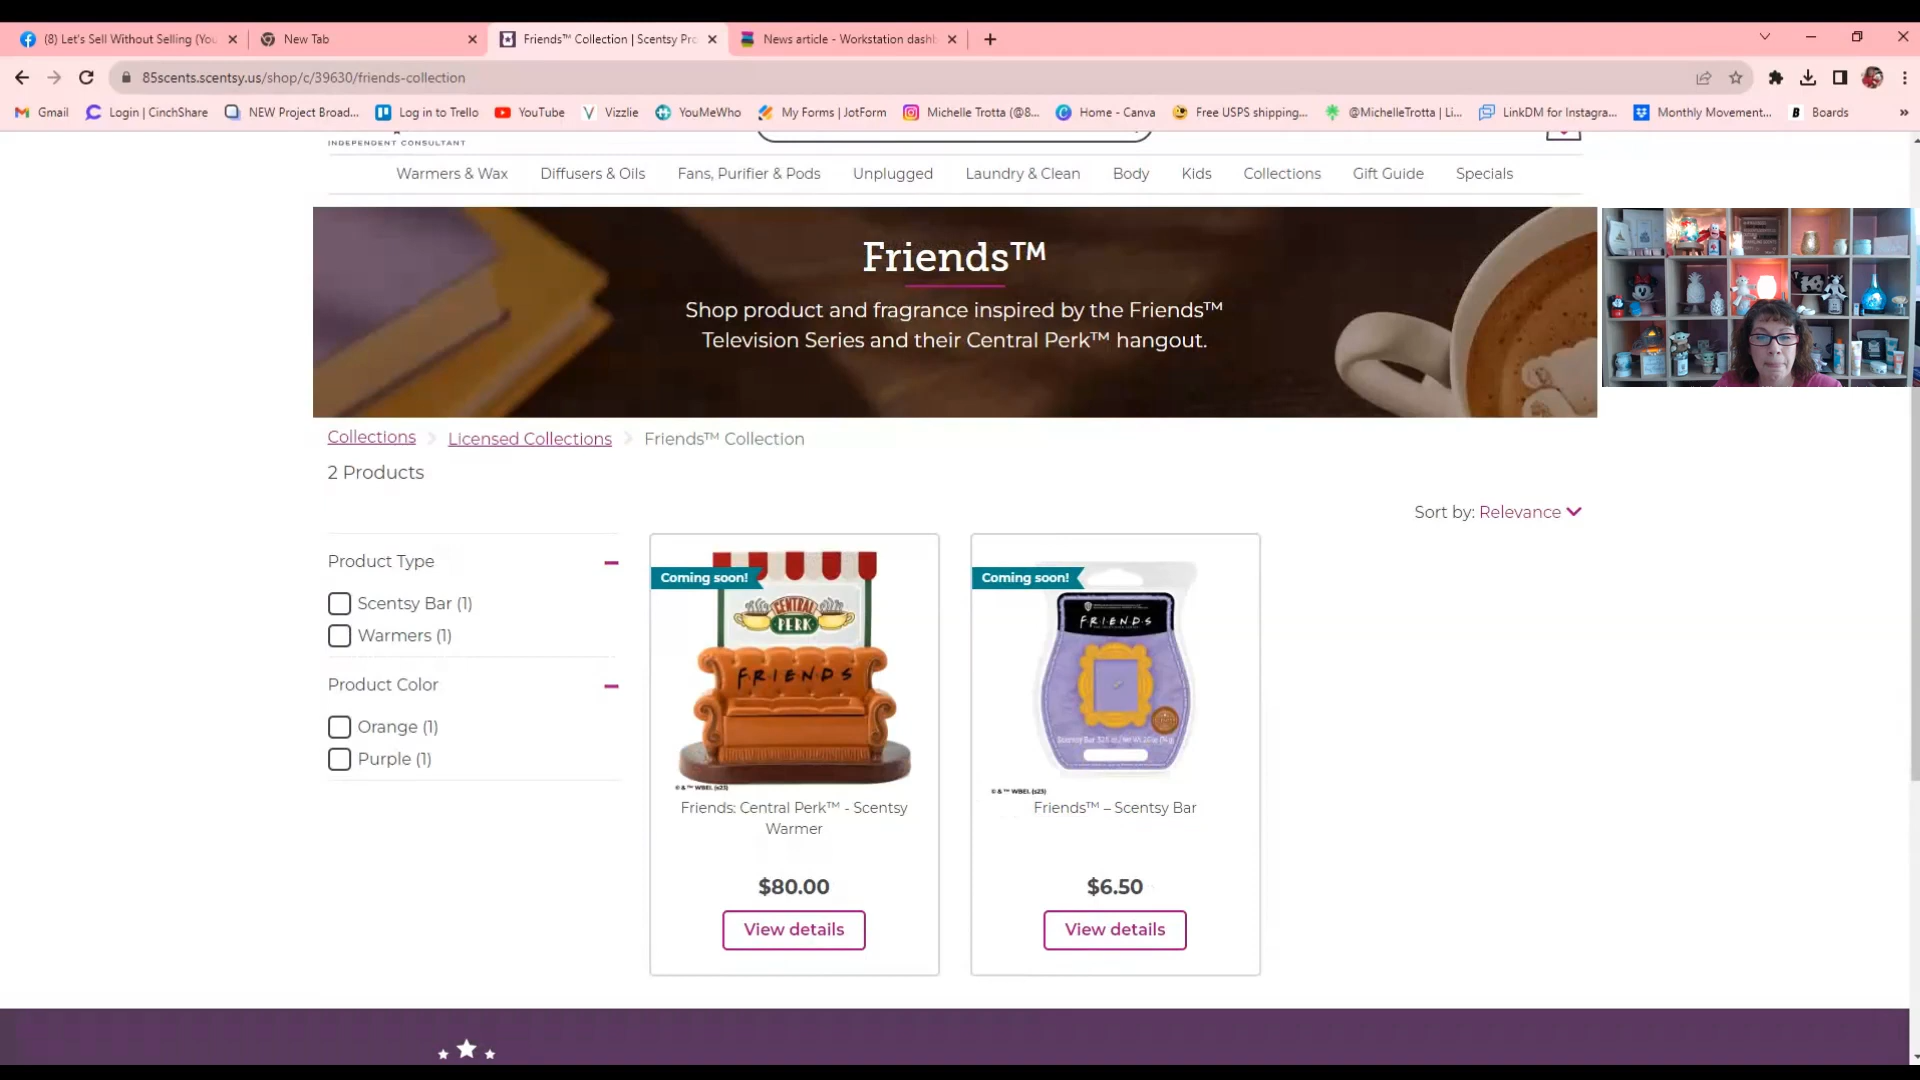 (8) Let's Sell Without Selling (You
New Tab
Friends™ Collection | Scentsy Pro
News article - Workstation dashb
85scents.scentsy.us/shop/c/39630/friends-collection
Gmail
Login | CinchShare
NEW Project Broad...
Log in to Trello
YouTube
Vizzlie
YouMeWho
My Forms | JotForm
Michelle Trotta (@8...
Home - Canva
Free USPS shipping...
@MichelleTrotta | Li...
LinkDM for Instagra...
Monthly Movement...
Boards
INDEPENDENT CONSULTANT
Warmers & Wax
Diffusers & Oils
Fans, Purifier & Pods
Unplugged
Laundry & Clean
Body
Kids
Collections
Gift Guide
Specials
Friends™
Shop product and fragrance inspired by the Friends™
Television Series and their Central Perk™ hangout.
Collections
Licensed Collections
Friends™ Collection
2 Products
Sort by: Relevance
Product Type
Scentsy Bar (1)
Warmers (1)
Product Color
Orange (1)
Purple (1)
Coming soon!
CENTRAL
PERK
F·R·I·E·N·D·S
© & ™ WBEI. (s23)
Friends: Central Perk™ - Scentsy
Warmer
$80.00
View details
Coming soon!
F·R·I·E·N·D·S
© & ™ WBEI. (s23)
Friends™ – Scentsy Bar
$6.50
View details